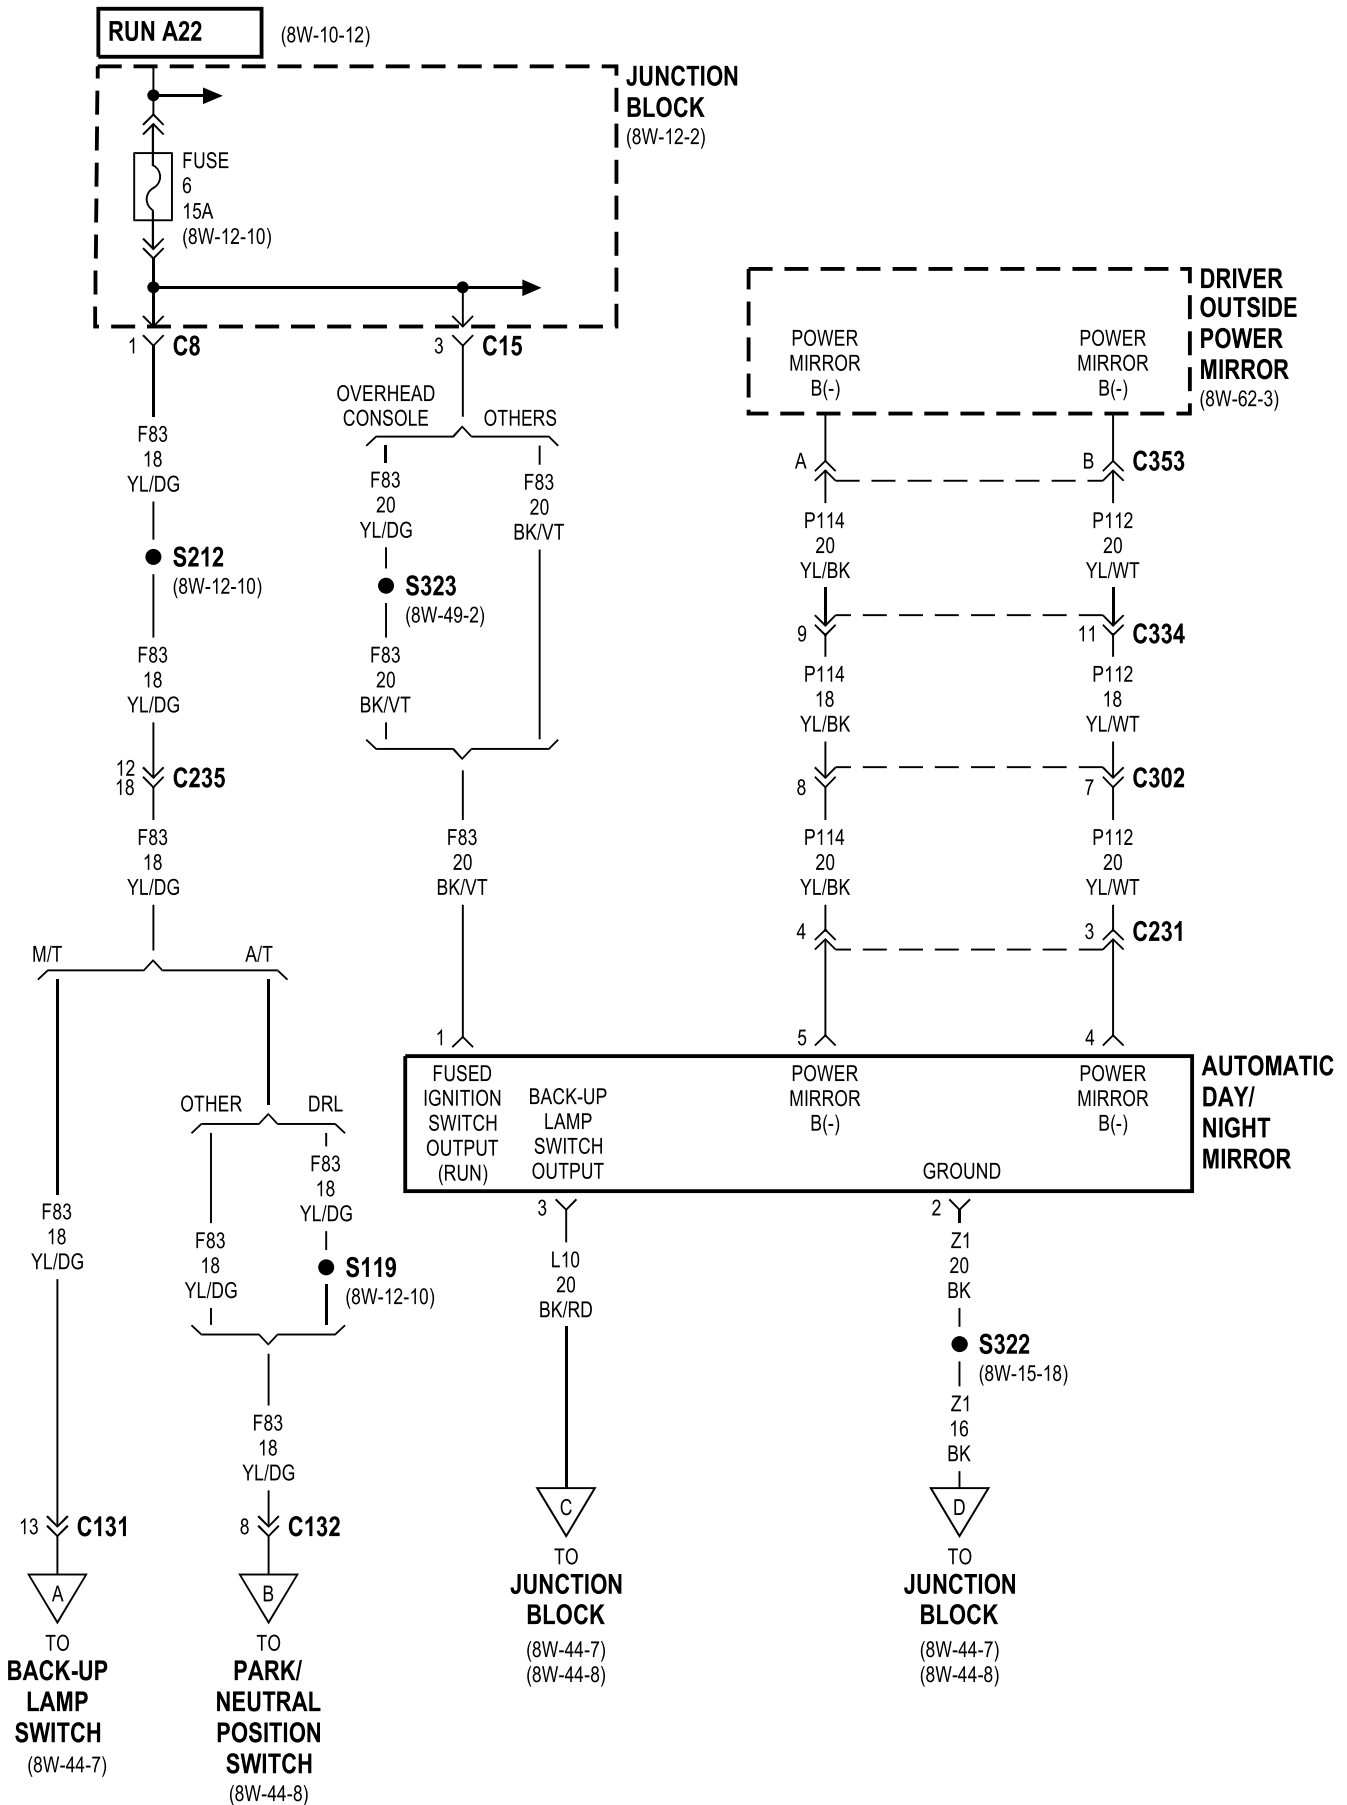 RUN A22
(8W-10-12)
JUNCTION
BLOCK
(8W-12-2)
FUSE
6
15A
(8W-12-10)
1
C8
3
C15
DRIVER
OUTSIDE
POWER
MIRROR
(8W-62-3)
POWER
MIRROR
B(-)
POWER
MIRROR
B(-)
OVERHEAD
CONSOLE
OTHERS
F83
18
YL/DG
S212
(8W-12-10)
F83
18
YL/DG
12
18
C235
F83
18
YL/DG
F83
20
YL/DG
S323
(8W-49-2)
F83
20
BK/VT
F83
20
BK/VT
F83
20
BK/VT
A
B
C353
P114
20
YL/BK
P112
20
YL/WT
9
11
C334
P114
18
YL/BK
P112
18
YL/WT
8
7
C302
P114
20
YL/BK
P112
20
YL/WT
4
3
C231
M/T
A/T
1
5
4
AUTOMATIC
DAY/
NIGHT
MIRROR
FUSED
IGNITION
SWITCH
OUTPUT
(RUN)
BACK-UP
LAMP
SWITCH
OUTPUT
POWER
MIRROR
B(-)
POWER
MIRROR
B(-)
GROUND
OTHER
DRL
F83
18
YL/DG
F83
18
YL/DG
F83
18
YL/DG
S119
(8W-12-10)
F83
18
YL/DG
3
L10
20
BK/RD
2
Z1
20
BK
S322
(8W-15-18)
Z1
16
BK
13
C131
8
C132
A
TO
BACK-UP
LAMP
SWITCH
(8W-44-7)
B
TO
PARK/
NEUTRAL
POSITION
SWITCH
(8W-44-8)
C
TO
JUNCTION
BLOCK
(8W-44-7)
(8W-44-8)
D
TO
JUNCTION
BLOCK
(8W-44-7)
(8W-44-8)